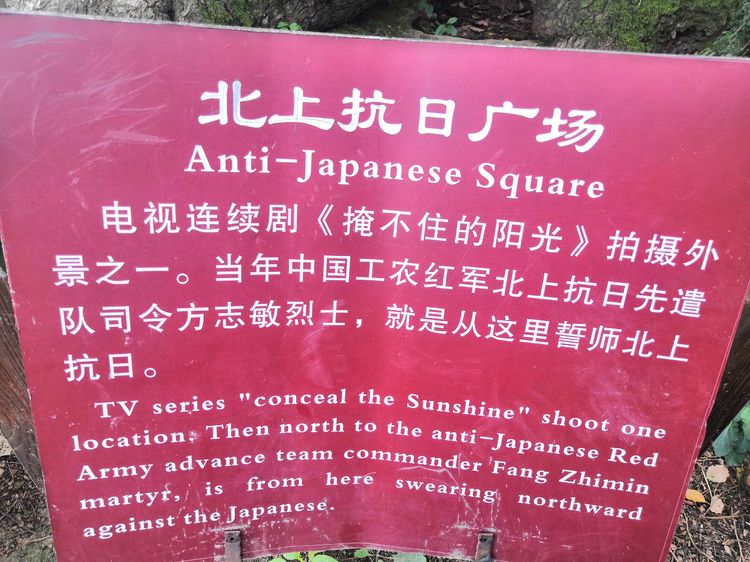 北上抗日广场
Anti-Japanese Square
电视连续剧《掩不住的阳光》拍摄外
景之一。当年中国工农红军北上抗日先遣
队司令方志敏烈士，就是从这里誓师北上
抗日。
TV series "conceal the Sunshine" shoot one
location. Then north to the anti-Japanese Red
Army advance team commander Fang Zhimin
martyr, is from here swearing northward
against the Japanese.